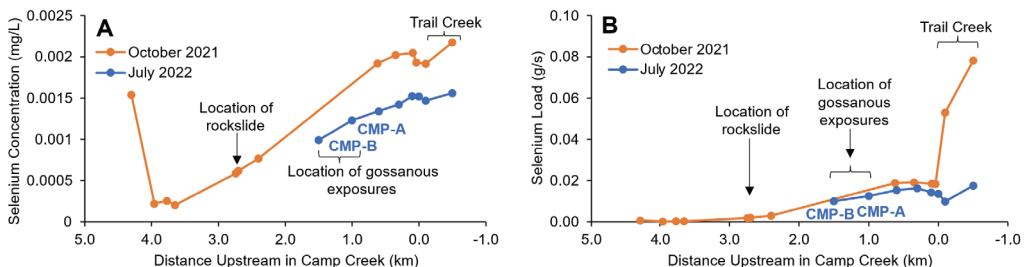 A
Selenium Concentration (mg/L)
0.0025
0.002
0.0015
0.001
0.0005
0
October 2021
July 2022
Trail Creek
Location of
rockslide
CMP-A
CMP-B
Location of gossanous
exposures
5.0 4.0 3.0 2.0 1.0 0.0 -1.0
Distance Upstream in Camp Creek (km)
B
Selenium Load (g/s)
0.10
0.08
0.06
0.04
0.02
0.00
October 2021
July 2022
Trail Creek
Location of
rockslide
Location of
gossanous
exposures
CMP-B CMP-A
5.0 4.0 3.0 2.0 1.0 0.0 -1.0
Distance Upstream in Camp Creek (km)